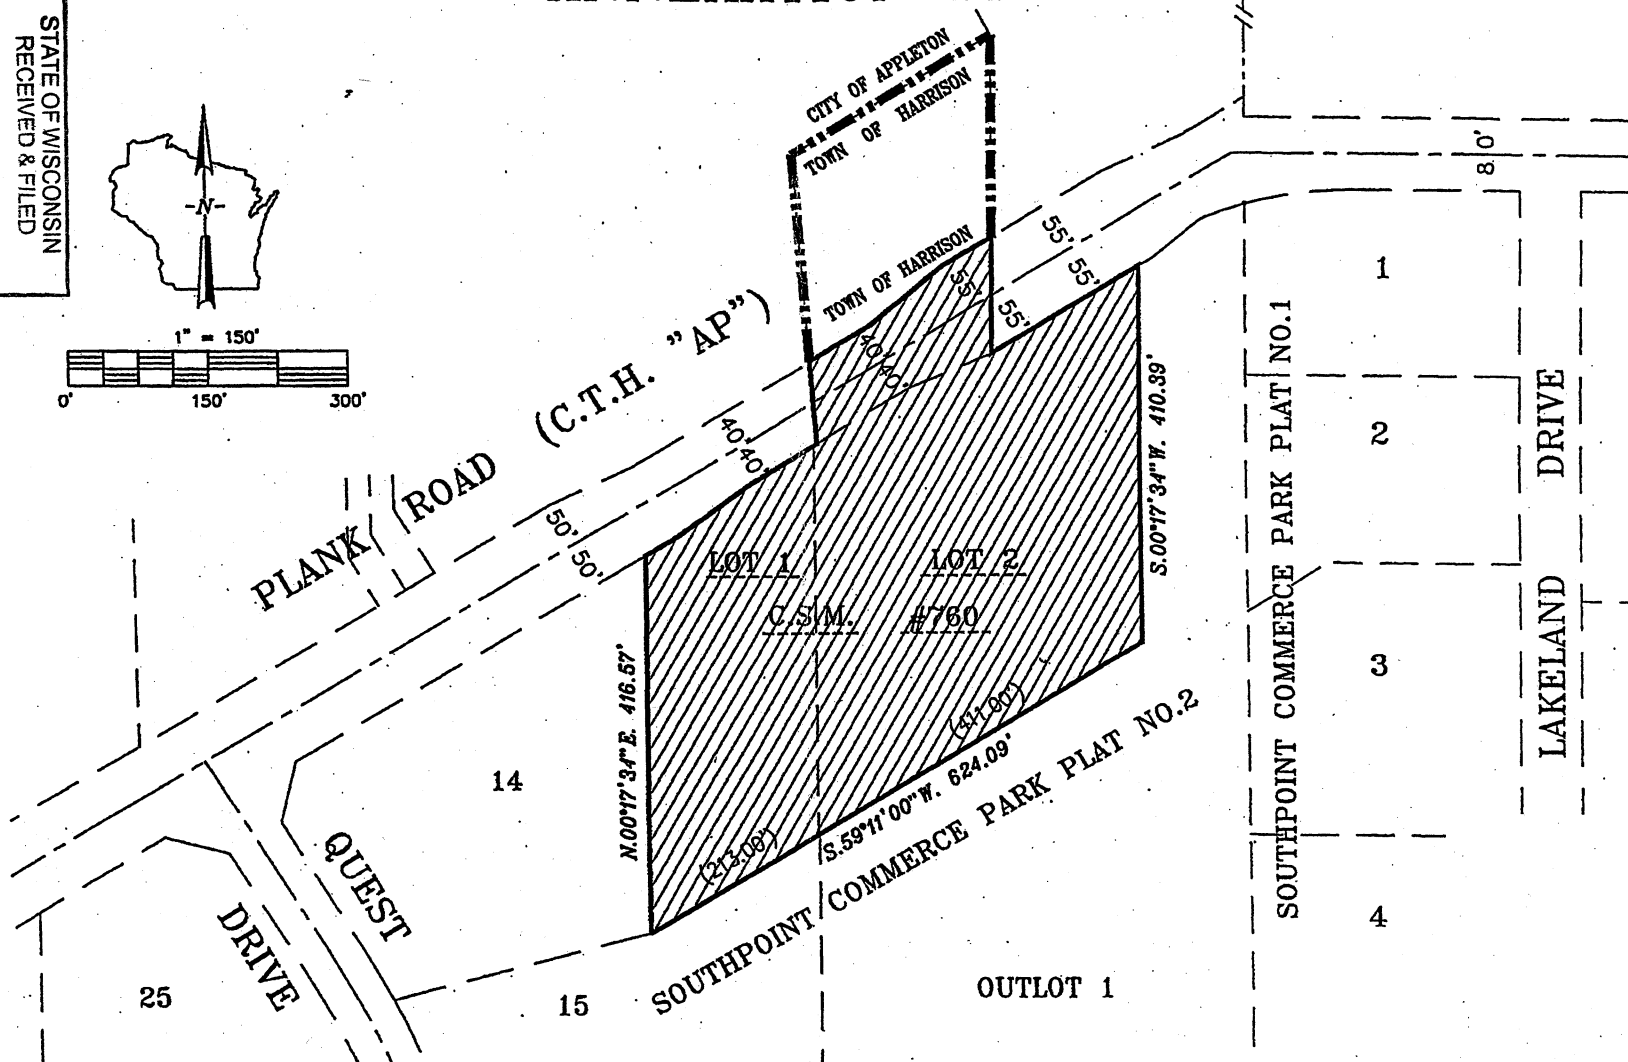 STATE OF WISCONSIN
RECEIVED & FILED
-N-
1" = 150'
0' 150' 300'
CITY OF APPLETON
TOWN OF HARRISON
TOWN OF HARRISON
PLANK ROAD (C.T.H. "AP")
55'
55'
55'
55'
40'
40'
40'
40'
50'
50'
80'
LOT 1
LOT 2
C.S.M. #760
S.00°17'34"W. 410.39'
N.00°17'34"E. 416.57'
(411.00')
(213.00')
S.59°11'00"W. 624.09'
SOUTHPOINT COMMERCE PARK PLAT NO.2
SOUTHPOINT COMMERCE PARK PLAT NO.1
LAKELAND DRIVE
1
2
3
4
14
15
25
QUEST
DRIVE
OUTLOT 1